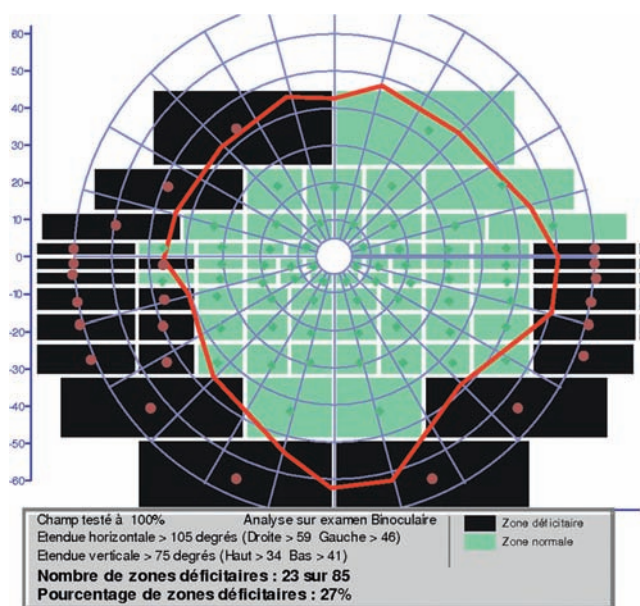 60
50
40
30
20
10
0
-10
-20
-30
-40
-50
-60
Champ testé à 100% Analyse sur examen Binoculaire
Etendue horizontale > 105 degrés (Droite > 59 Gauche > 46)
Etendue verticale > 75 degrés (Haut > 34 Bas > 41)
Nombre de zones déficitaires : 23 sur 85
Pourcentage de zones déficitaires : 27%
Zone déficitaire
Zone normale